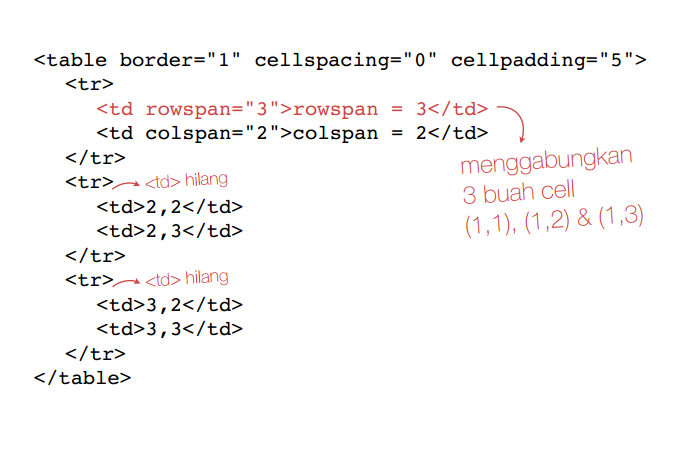 <table border="1" cellspacing="0" cellpadding="5">
<tr>
<td rowspan="3">rowspan = 3</td>
<td colspan="2">colspan = 2</td>
</tr>
<tr> <td> hilang
<td>2,2</td>
<td>2,3</td>
</tr>
<tr> <td> hilang
<td>3,2</td>
<td>3,3</td>
</tr>
</table>
menggabungkan
3 buah cell
(1,1), (1,2) & (1,3)